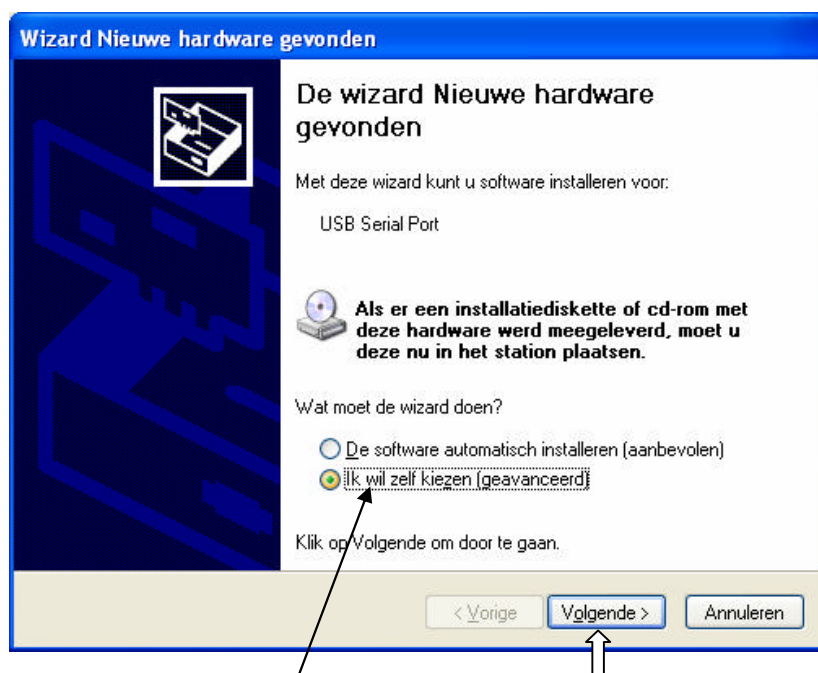 Wizard Nieuwe hardware gevonden
De wizard Nieuwe hardware
gevonden
Met deze wizard kunt u software installeren voor:
USB Serial Port
Als er een installatiediskette of cd-rom met
deze hardware werd meegeleverd, moet u
deze nu in het station plaatsen.
Wat moet de wizard doen?
De software automatisch installeren (aanbevolen)
Ik wil zelf kiezen (geavanceerd)
Klik op Volgende om door te gaan.
< Vorige Volgende > Annuleren